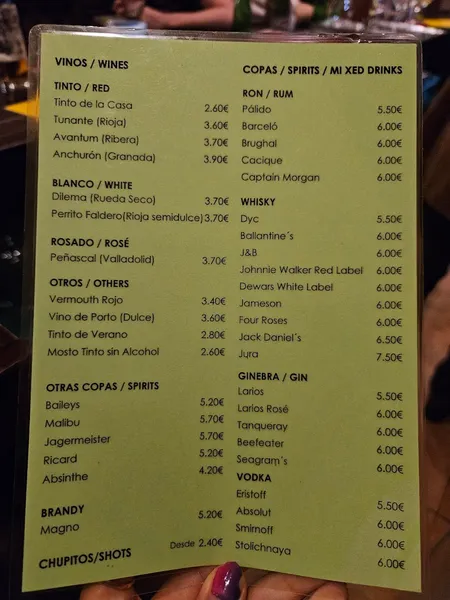 VINOS / WINES
TINTO / RED
Tinto de la Casa 2.60€
Tunante (Rioja) 3.60€
Avantum (Ribera) 3.70€
Anchurón (Granada) 3.90€
BLANCO / WHITE
Dilema (Rueda Seco) 3.70€
Perrito Faldero(Rioja semidulce) 3,70€
ROSADO / ROSÉ
Peñascal (Valladolid) 3.70€
OTROS / OTHERS
Vermouth Rojo 3.40€
Vino de Porto (Dulce) 3.60€
Tinto de Verano 2.80€
Mosto Tinto sin Alcohol 2.60€
OTRAS COPAS / SPIRITS
Baileys 5.20€
Malibu 5.70€
Jagermeister 5.70€
Ricard 5.20€
Absinthe 4.20€
BRANDY
Magno 5.20€
CHUPITOS/SHOTS Desde 2.40€
COPAS / SPIRITS / MI XED DRINKS
RON / RUM
Pálido 5.50€
Barceló 6.00€
Brughal 6.00€
Cacique 6.00€
Captain Morgan 6.00€
WHISKY
Dyc 5.50€
Ballantine´s 6.00€
J&B 6.00€
Johnnie Walker Red Label 6.00€
Dewars White Label 6.00€
Jameson 6.00€
Four Roses 6.00€
Jack Daniel´s 6.50€
Jyra 7.50€
GINEBRA / GIN
Larios 5.50€
Larios Rosé 6.00€
Tanqueray 6.00€
Beefeater 6.00€
Seagram´s 6.00€
VODKA
Eristoff 5.50€
Absolut 6.00€
Smirnoff 6.00€
Stolichnaya 6.00€